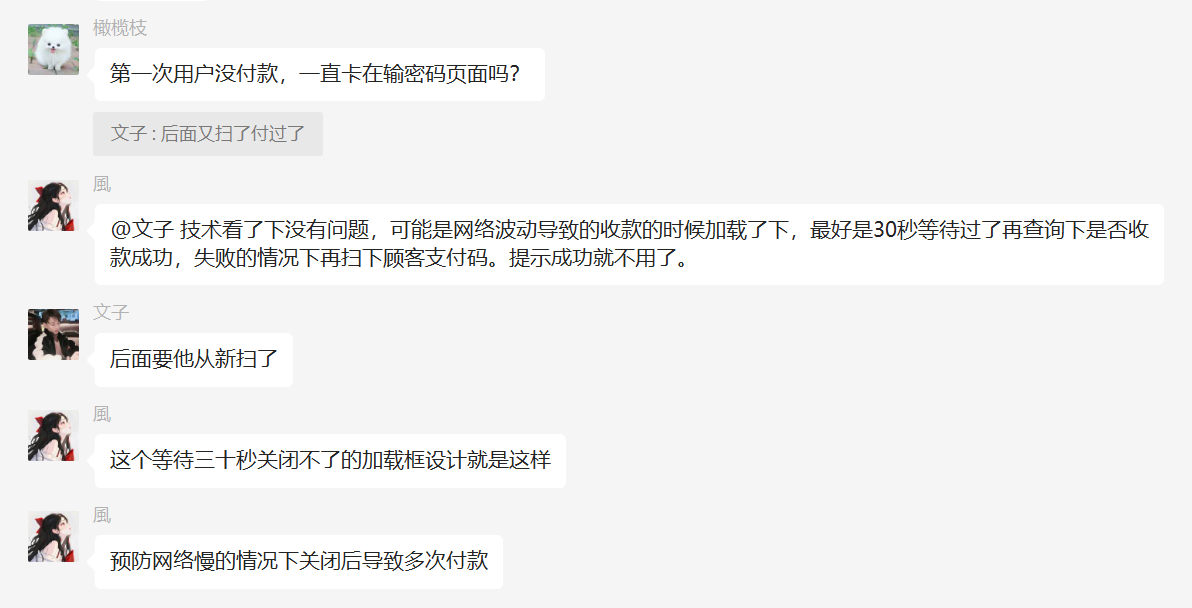 橄榄枝
第一次用户没付款，一直卡在输密码页面吗？
文子 : 后面又扫了付过了
風
@文子 技术看了下没有问题，可能是网络波动导致的收款的时候加载了下，最好是30秒等待过了再查询下是否收
款成功，失败的情况下再扫下顾客支付码。提示成功就不用了。
文子
后面要他从新扫了
風
这个等待三十秒关闭不了的加载框设计就是这样
風
预防网络慢的情况下关闭后导致多次付款